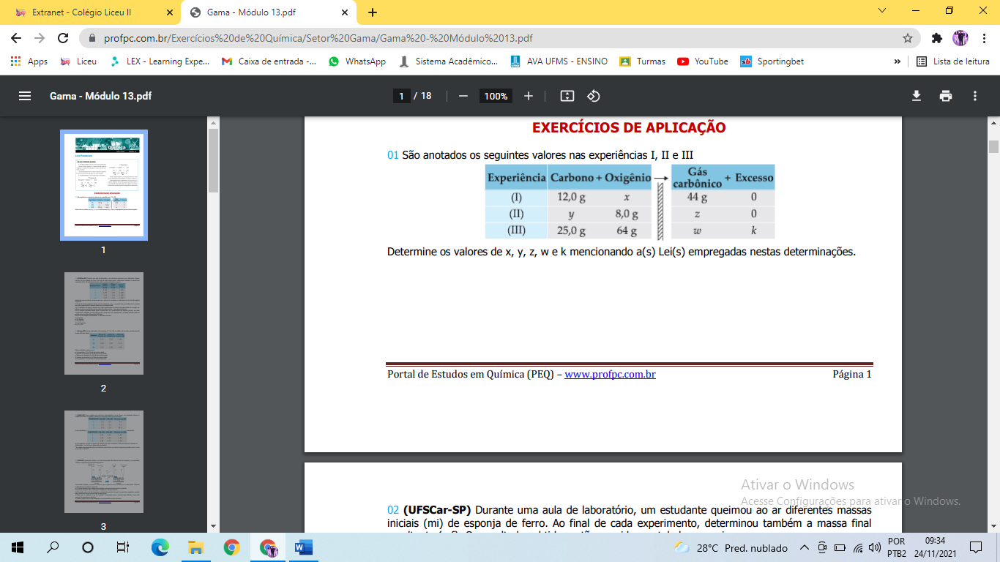 Extranet - Colégio Liceu II
Gama - Módulo 13.pdf
profpc.com.br/Exercícios%20de%20Química/Setor%20Gama/Gama%20-%20Módulo%2013.pdf
Apps Liceu LEX - Learning Expe... Caixa de entrada -... WhatsApp Sistema Acadêmico... AVA UFMS - ENSINO Turmas YouTube Sportingbet » Lista de leitura
Gama - Módulo 13.pdf 1 / 18 100%
EXERCÍCIOS DE APLICAÇÃO
01 São anotados os seguintes valores nas experiências I, II e III
Experiência Carbono + Oxigênio → Gás carbônico + Excesso
(I) 12,0 g x 44 g 0
(II) y 8,0 g z 0
(III) 25,0 g 64 g w k
Determine os valores de x, y, z, w e k mencionando a(s) Lei(s) empregadas nestas determinações.
Portal de Estudos em Química (PEQ) – www.profpc.com.br Página 1
02 (UFSCar-SP) Durante uma aula de laboratório, um estudante queimou ao ar diferentes massas
iniciais (mi) de esponja de ferro. Ao final de cada experimento, determinou também a massa final
1
2
3
Ativar o Windows
Acesse Configurações para ativar o Windows.
28°C Pred. nublado
POR
PTB2
09:34
24/11/2021